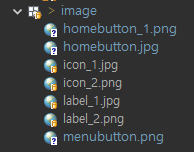 > image
homebutton_1.png
homebutton.jpg
icon_1.jpg
icon_2.png
label_1.jpg
label_2.png
menubutton.png